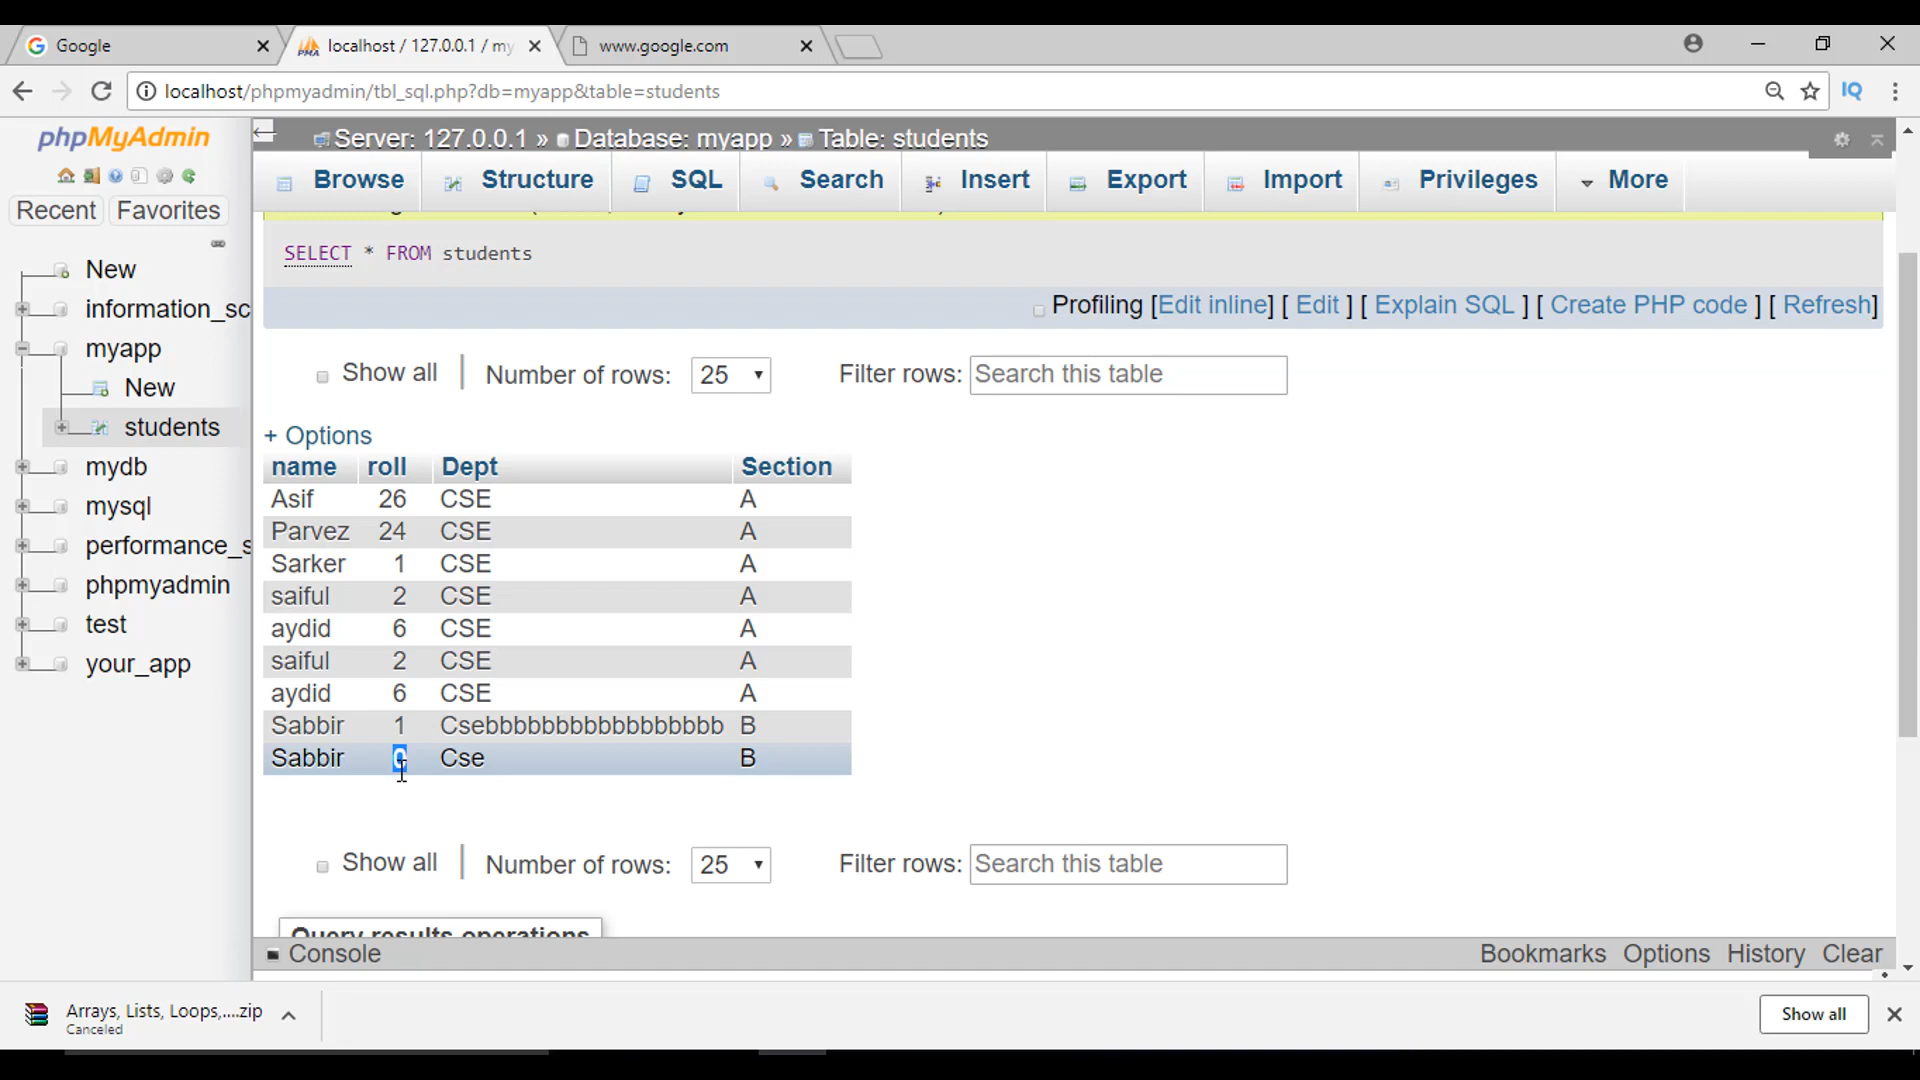 Google
localhost / 127.0.0.1 / my
www.google.com
localhost/phpmyadmin/tbl_sql.php?db=myapp&table=students
phpMyAdmin
Recent Favorites
New
information_sc
myapp
New
students
mydb
mysql
performance_s
phpmyadmin
test
your_app
Server: 127.0.0.1 » Database: myapp » Table: students
Browse Structure SQL Search Insert Export Import Privileges More
SELECT * FROM students
Profiling [Edit inline] [ Edit ] [ Explain SQL ] [ Create PHP code ] [ Refresh]
Show all Number of rows: 25 Filter rows: Search this table
+ Options
name roll Dept Section
Asif 26 CSE A
Parvez 24 CSE A
Sarker 1 CSE A
saiful 2 CSE A
aydid 6 CSE A
saiful 2 CSE A
aydid 6 CSE A
Sabbir 1 Csebbbbbbbbbbbbbbbbb B
Sabbir Cse B
Show all Number of rows: 25 Filter rows: Search this table
Query results operations
Console Bookmarks Options History Clear
Arrays, Lists, Loops,....zip
Canceled
Show all